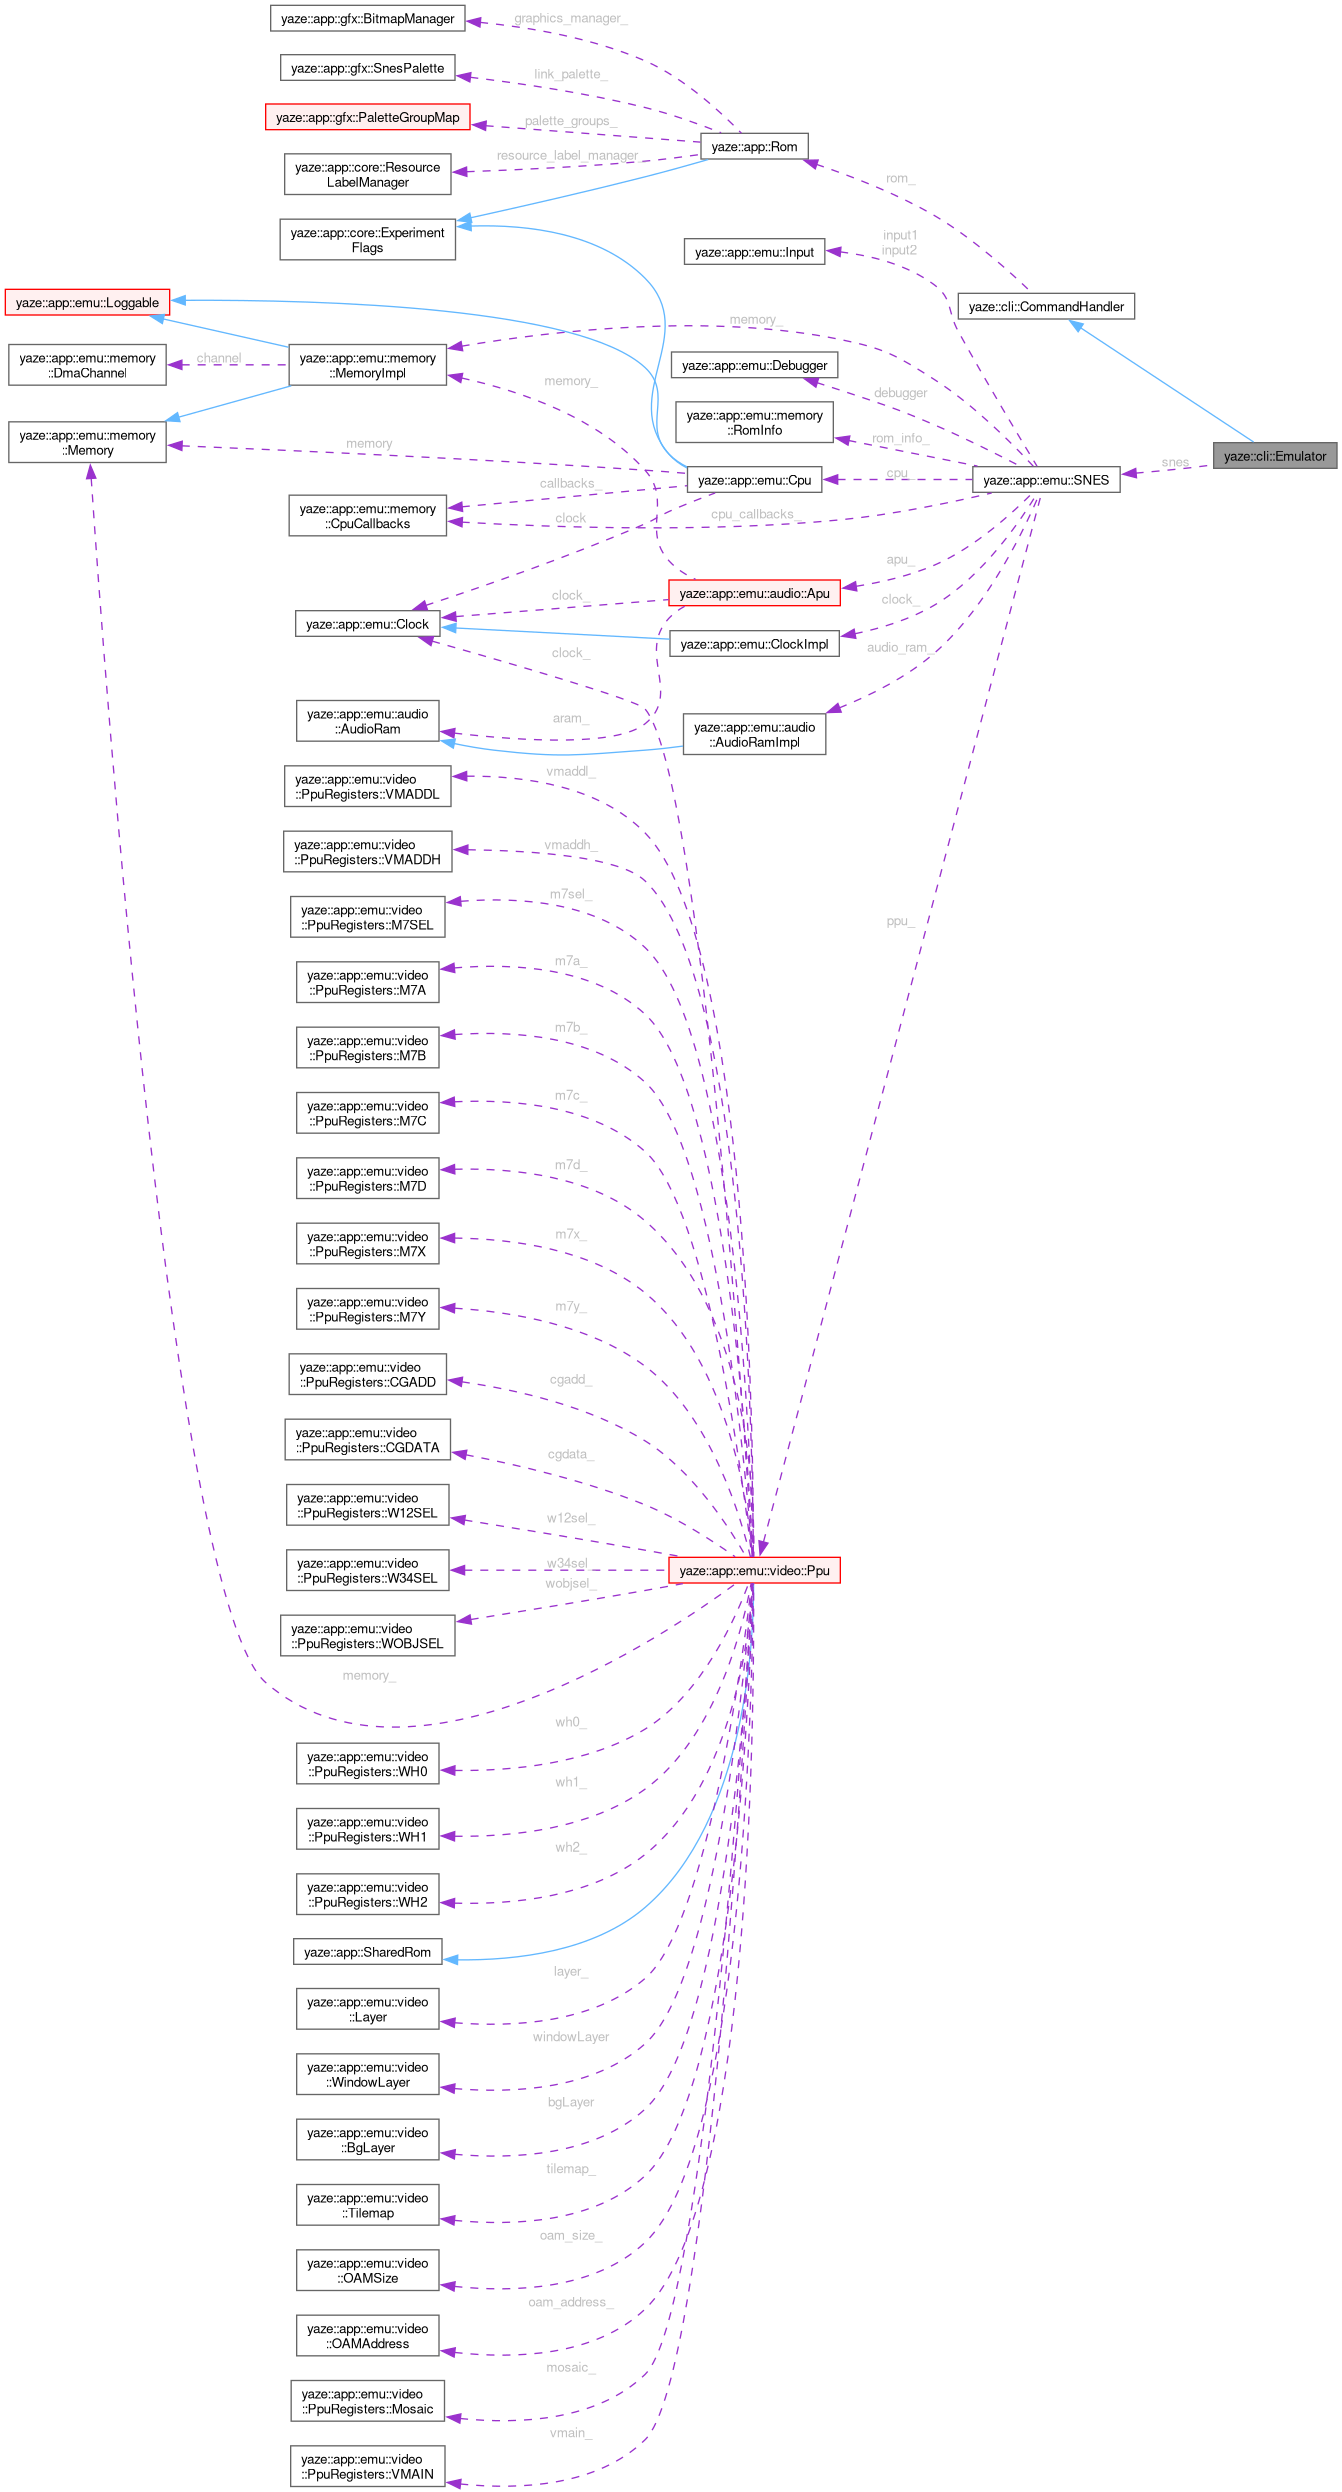 yaze::app::gfx::BitmapManager
graphics_manager_
yaze::app::gfx::SnesPalette
link_palette_
yaze::app::gfx::PaletteGroupMap
palette_groups_
yaze::app::Rom
yaze::app::core::Resource
LabelManager
resource_label_manager_
rom_
yaze::app::core::Experiment
Flags
yaze::app::emu::Input
input1
input2
yaze::app::emu::Loggable
yaze::cli::CommandHandler
memory_
yaze::app::emu::memory
::DmaChannel
channel
yaze::app::emu::memory
::MemoryImpl
memory_
yaze::app::emu::Debugger
debugger
yaze::app::emu::memory
::RomInfo
rom_info_
yaze::app::emu::memory
::Memory
memory
yaze::cli::Emulator
snes
yaze::app::emu::Cpu
cpu
yaze::app::emu::SNES
yaze::app::emu::memory
::CpuCallbacks
callbacks_
clock
cpu_callbacks_
apu_
yaze::app::emu::audio::Apu
clock_
clock_
yaze::app::emu::Clock
yaze::app::emu::ClockImpl
clock_
audio_ram_
yaze::app::emu::audio
::AudioRam
aram_
yaze::app::emu::audio
::AudioRamImpl
yaze::app::emu::video
::PpuRegisters::VMADDL
vmaddl_
yaze::app::emu::video
::PpuRegisters::VMADDH
vmaddh_
yaze::app::emu::video
::PpuRegisters::M7SEL
m7sel_
ppu_
yaze::app::emu::video
::PpuRegisters::M7A
m7a_
yaze::app::emu::video
::PpuRegisters::M7B
m7b_
yaze::app::emu::video
::PpuRegisters::M7C
m7c_
yaze::app::emu::video
::PpuRegisters::M7D
m7d_
yaze::app::emu::video
::PpuRegisters::M7X
m7x_
yaze::app::emu::video
::PpuRegisters::M7Y
m7y_
yaze::app::emu::video
::PpuRegisters::CGADD
cgadd_
yaze::app::emu::video
::PpuRegisters::CGDATA
cgdata_
yaze::app::emu::video
::PpuRegisters::W12SEL
w12sel_
yaze::app::emu::video
::PpuRegisters::W34SEL
w34sel_
yaze::app::emu::video::Ppu
wobjsel_
yaze::app::emu::video
::PpuRegisters::WOBJSEL
memory_
yaze::app::emu::video
::PpuRegisters::WH0
wh0_
yaze::app::emu::video
::PpuRegisters::WH1
wh1_
yaze::app::emu::video
::PpuRegisters::WH2
wh2_
yaze::app::SharedRom
yaze::app::emu::video
::Layer
layer_
yaze::app::emu::video
::WindowLayer
windowLayer
yaze::app::emu::video
::BgLayer
bgLayer
yaze::app::emu::video
::Tilemap
tilemap_
yaze::app::emu::video
::OAMSize
oam_size_
yaze::app::emu::video
::OAMAddress
oam_address_
yaze::app::emu::video
::PpuRegisters::Mosaic
mosaic_
yaze::app::emu::video
::PpuRegisters::VMAIN
vmain_